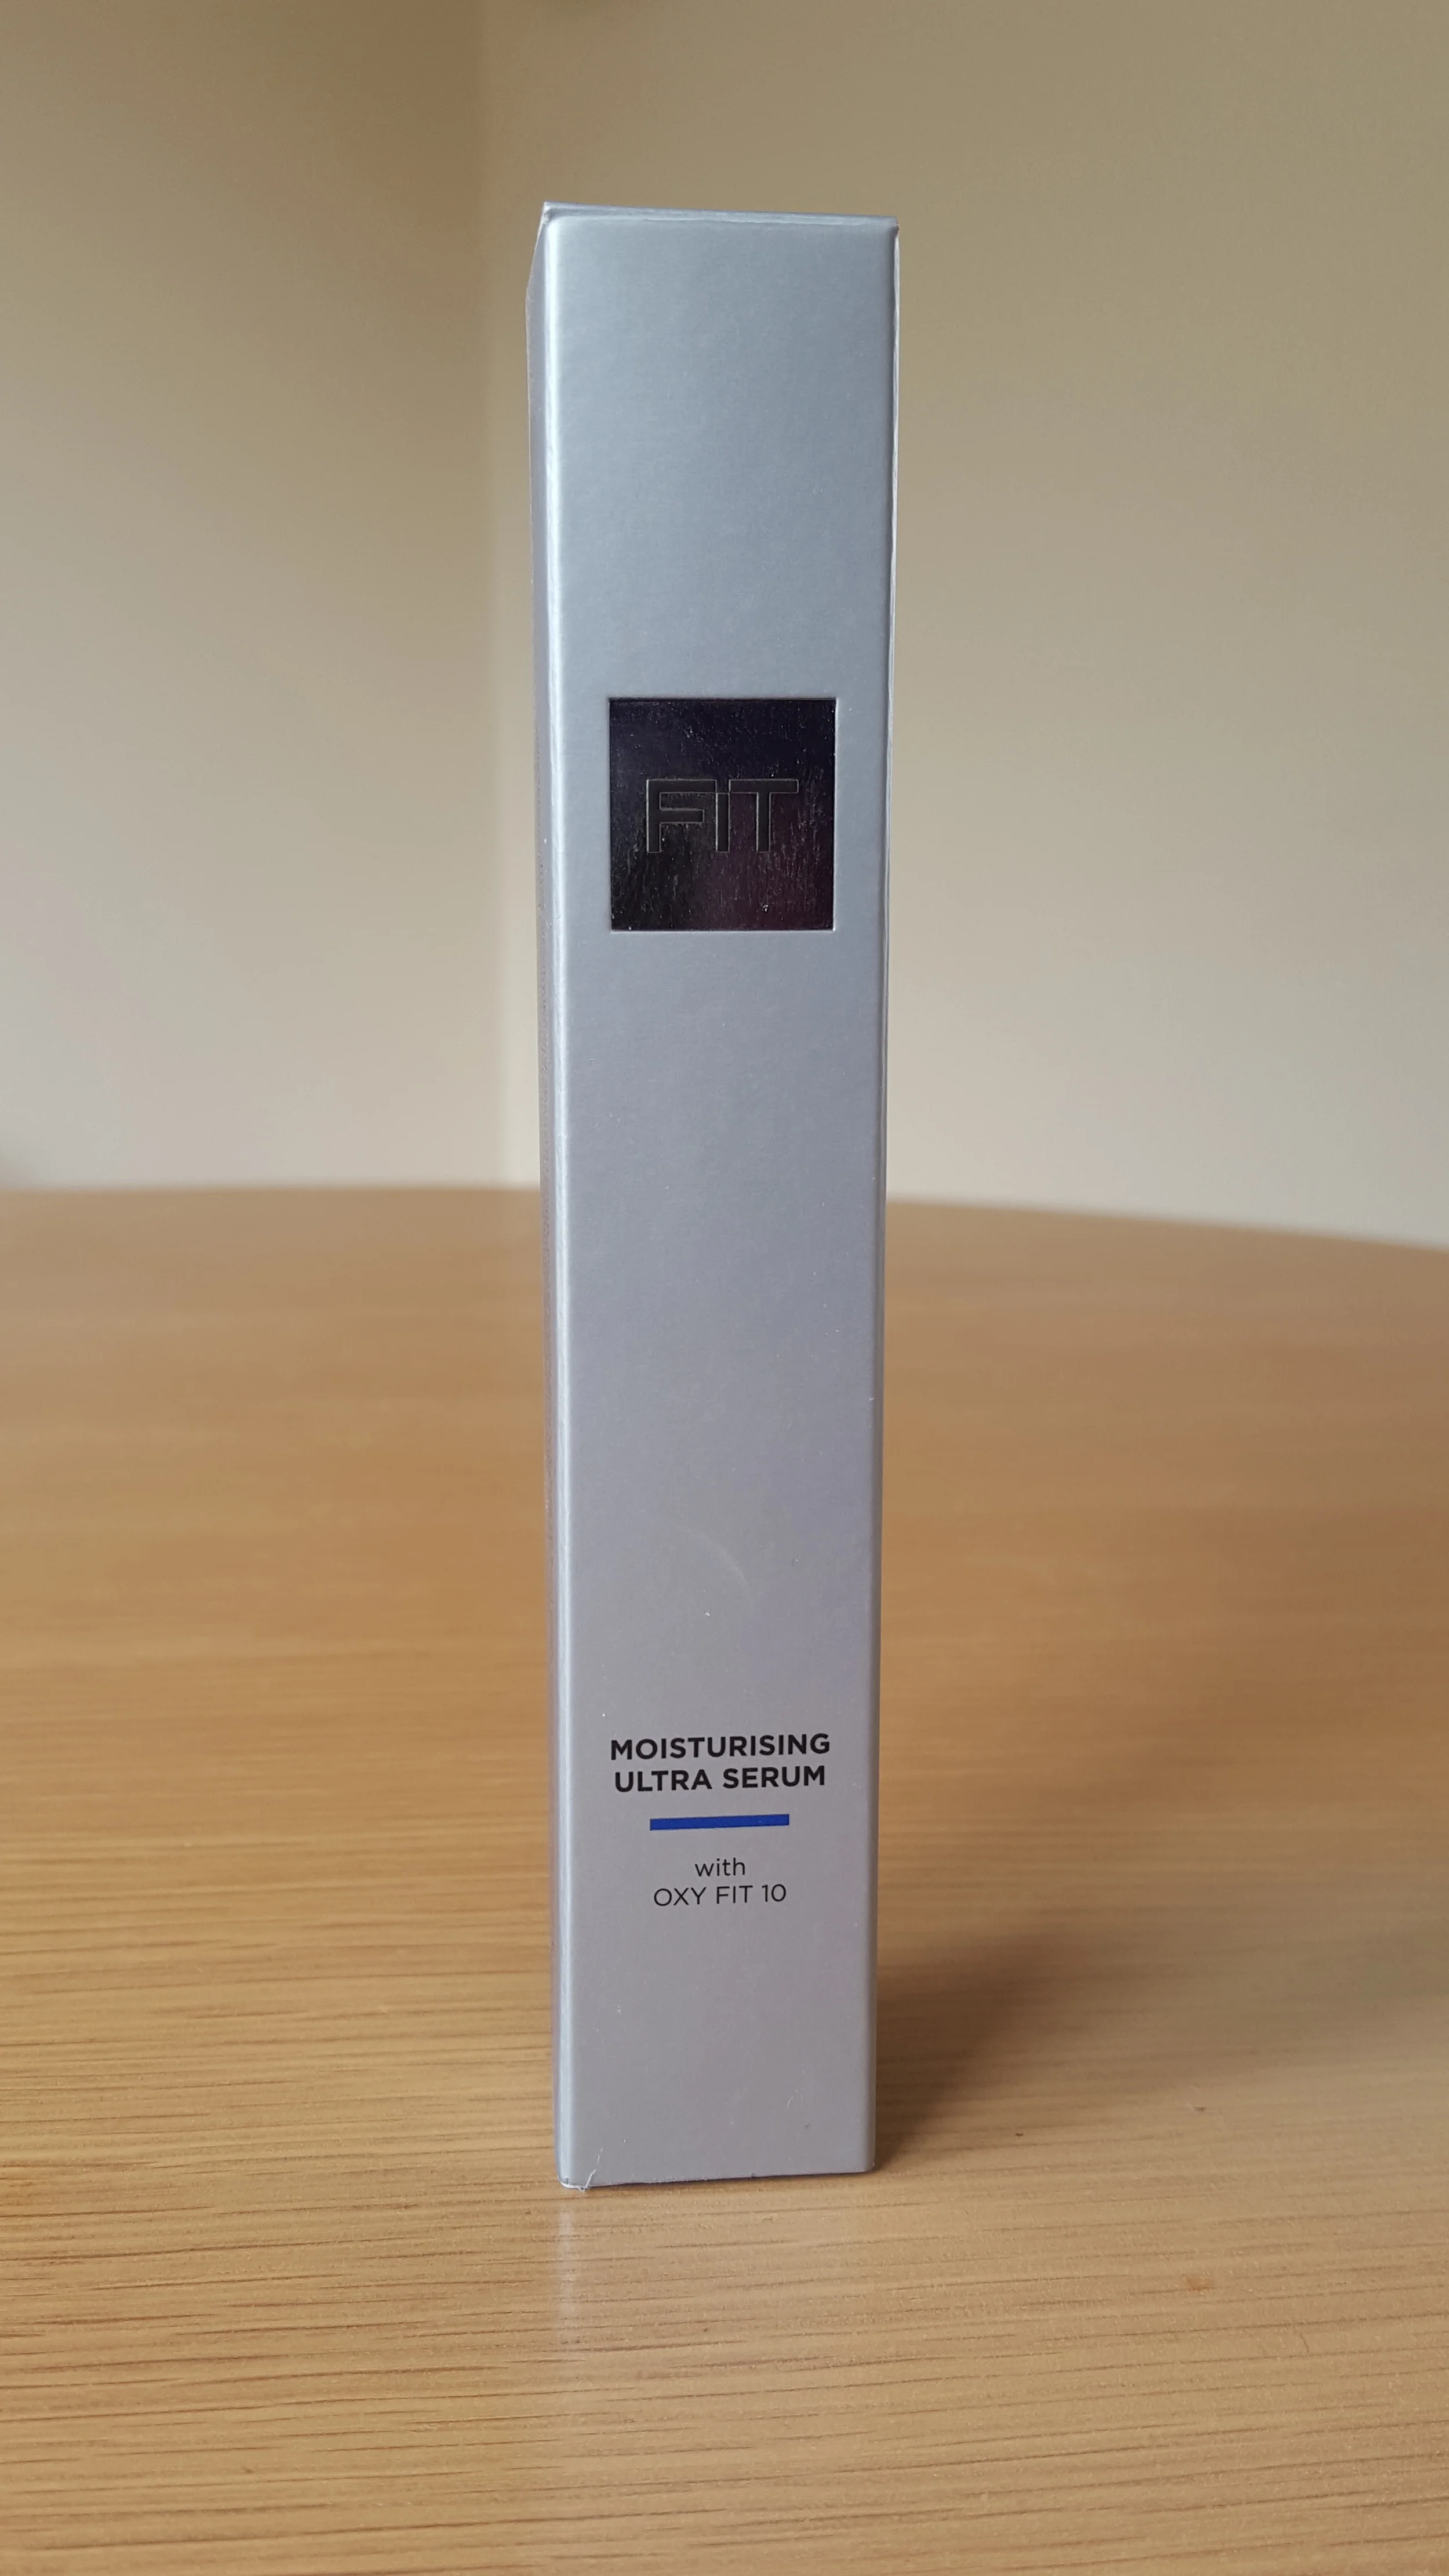 FIT
MOISTURISING
ULTRA SERUM
with
OXY FIT 10